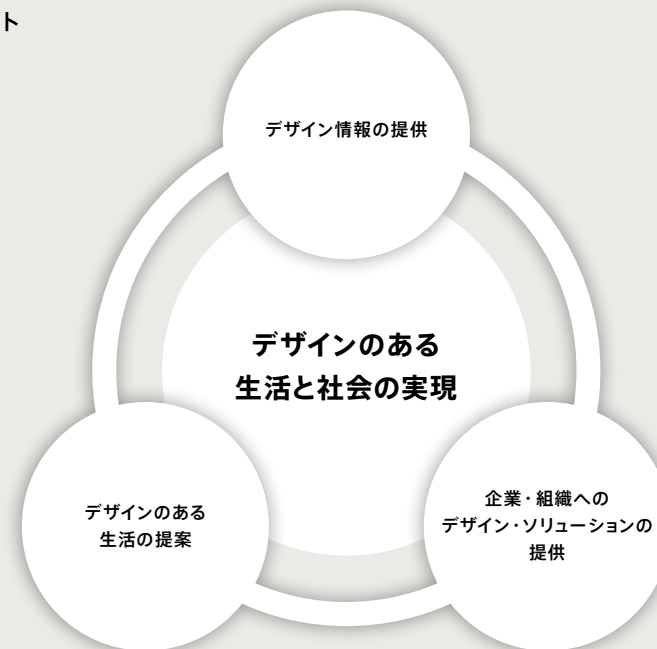 ト
デザイン情報の提供
デザインのある
生活と社会の実現
デザインのある
生活の提案
企業・組織への
デザイン・ソリューションの
提供